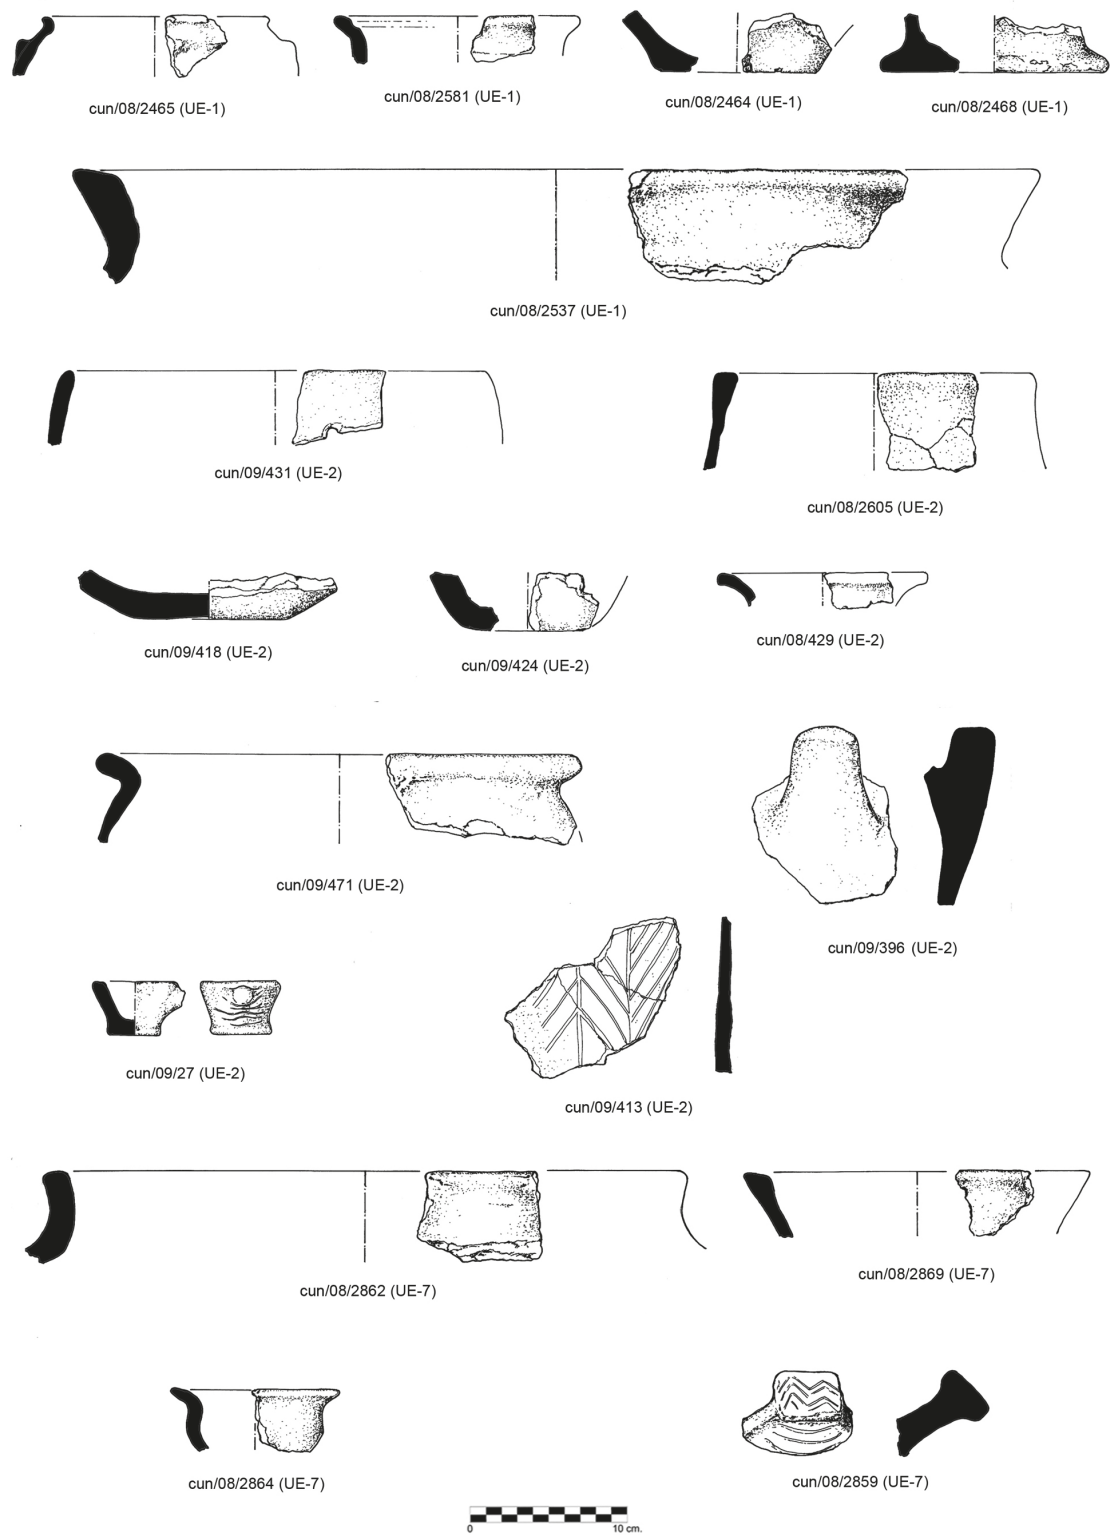 cun/08/2465 (UE-1)
cun/08/2581 (UE-1)
cun/08/2464 (UE-1)
cun/08/2468 (UE-1)
cun/08/2537 (UE-1)
cun/09/431 (UE-2)
cun/08/2605 (UE-2)
cun/09/418 (UE-2)
cun/09/424 (UE-2)
cun/08/429 (UE-2)
cun/09/471 (UE-2)
cun/09/396 (UE-2)
cun/09/27 (UE-2)
cun/09/413 (UE-2)
cun/08/2862 (UE-7)
cun/08/2869 (UE-7)
cun/08/2864 (UE-7)
cun/08/2859 (UE-7)
0 10 cm.